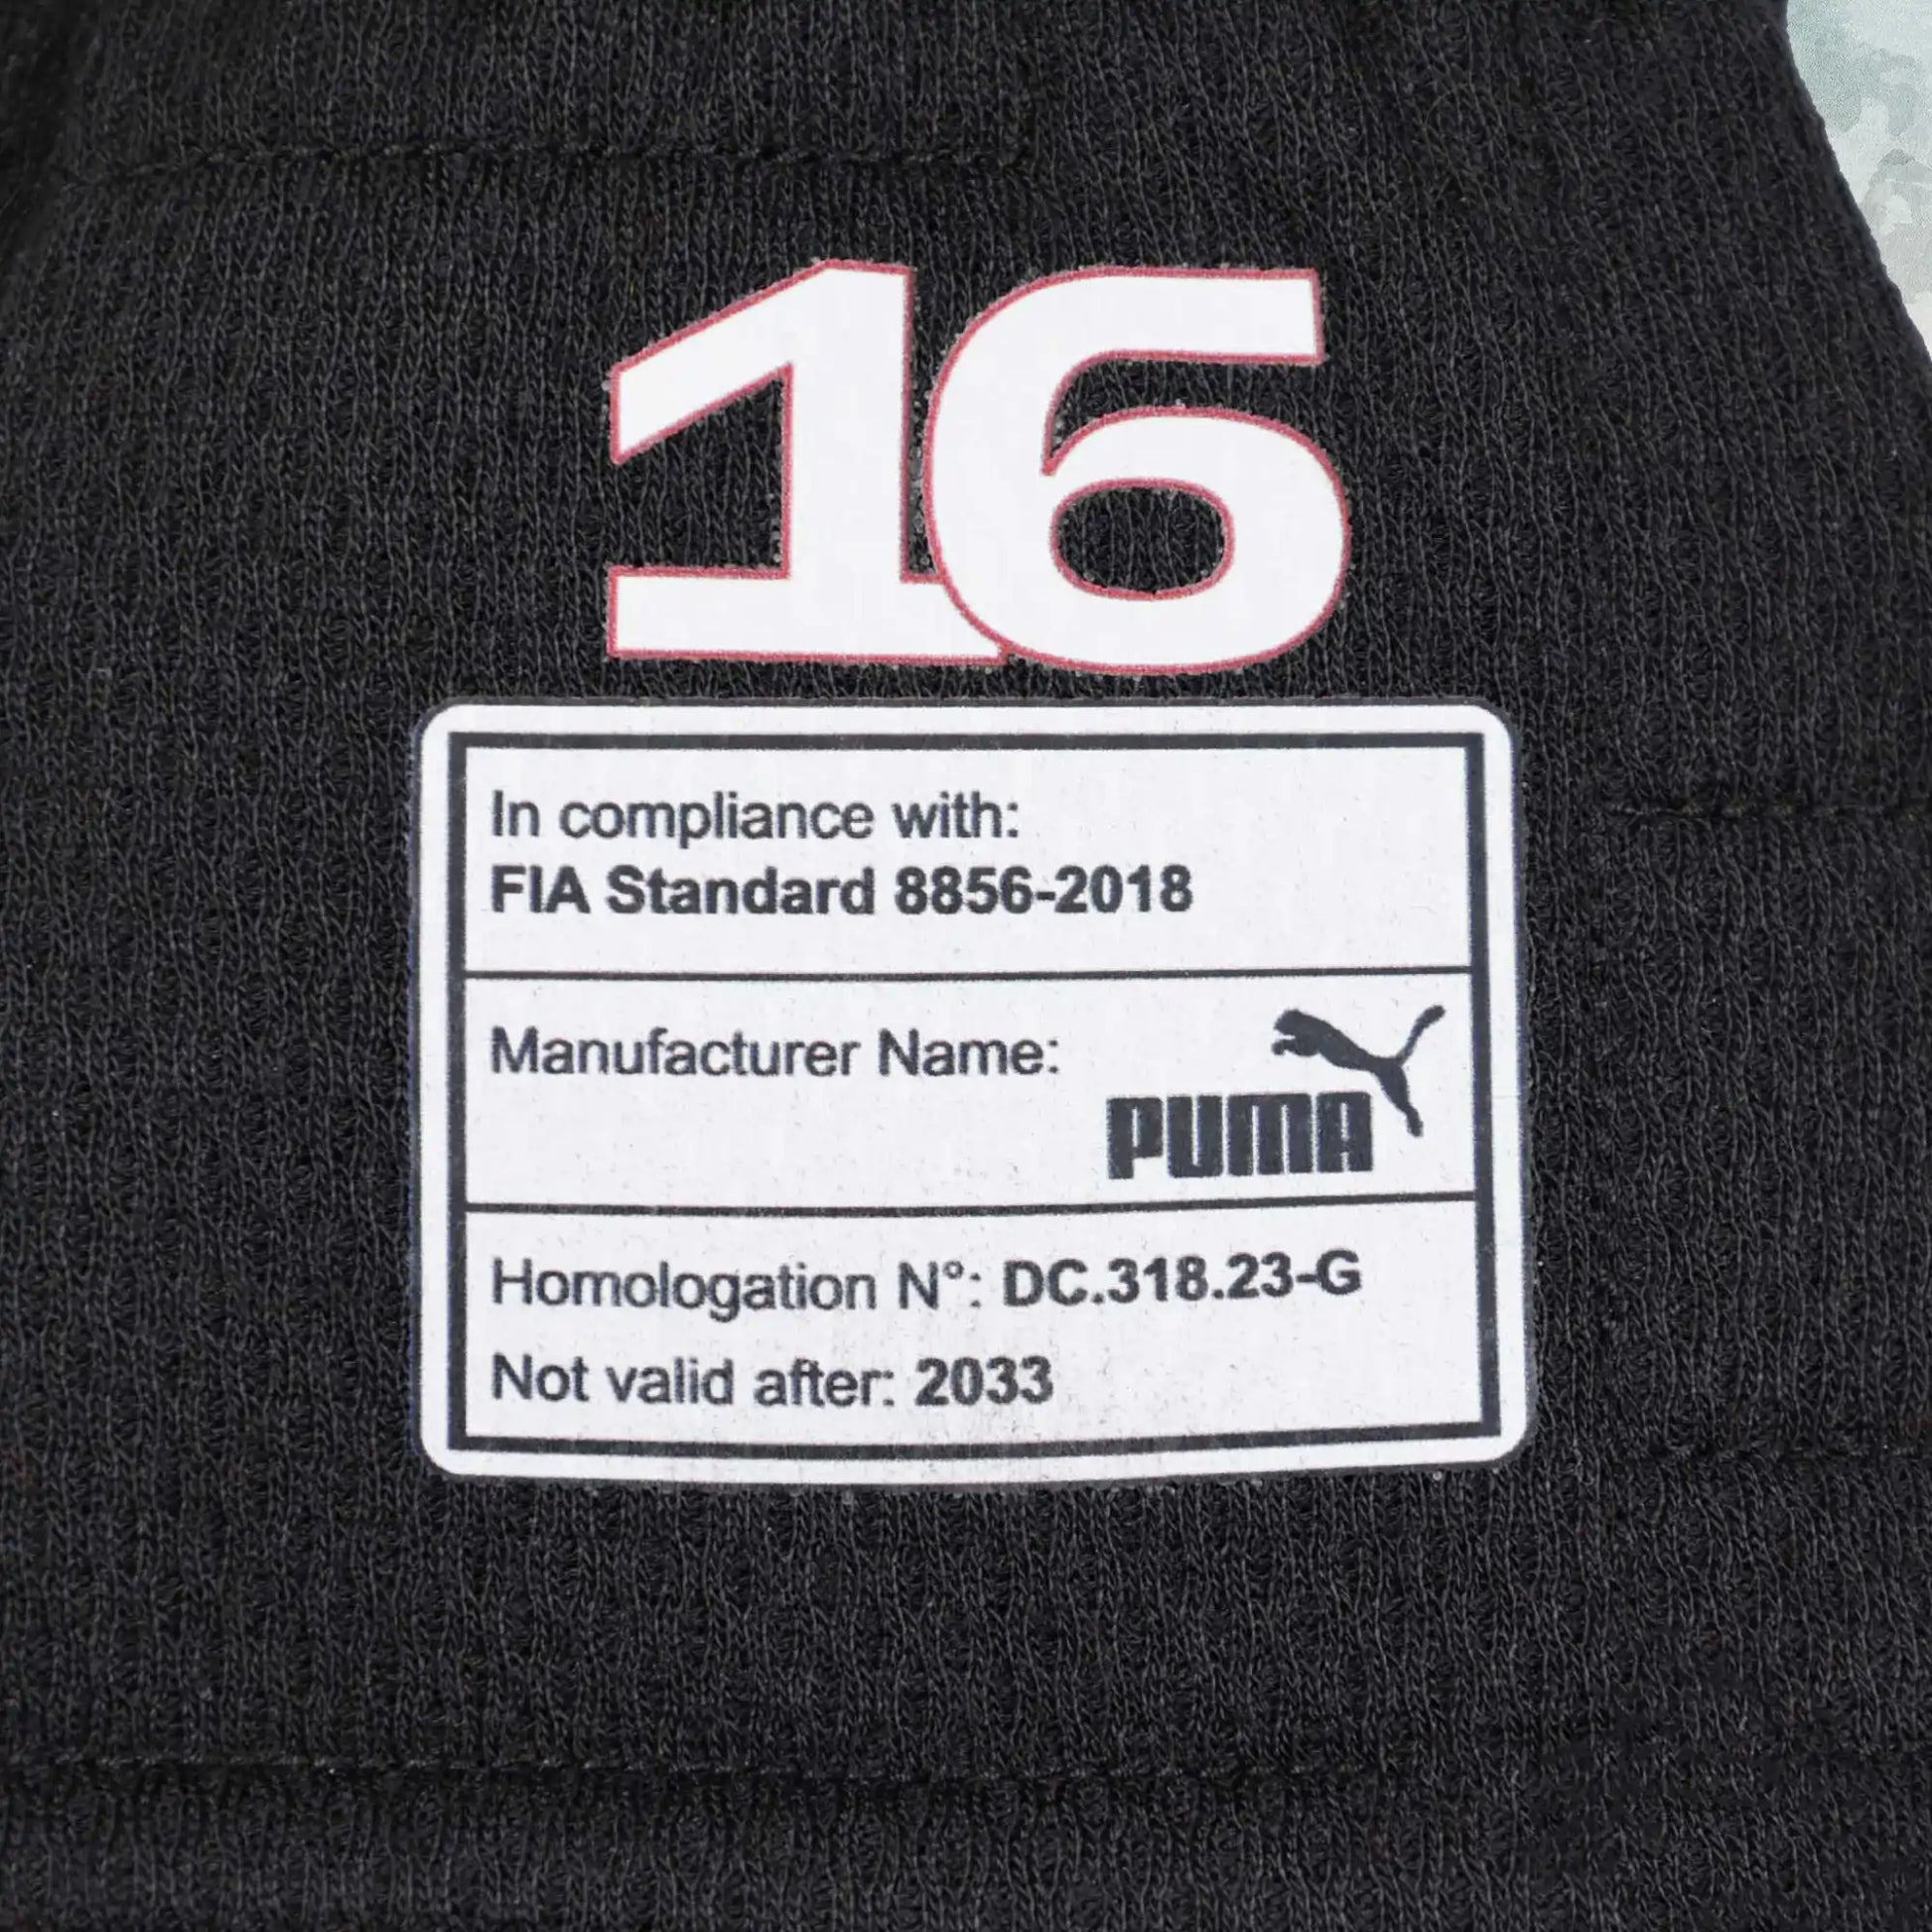 16
In compliance with:
FIA Standard 8856-2018
Manufacturer Name:
PUMA
Homologation N°: DC.318.23-G
Not valid after: 2033